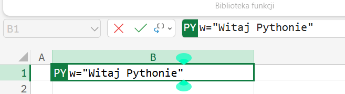 Biblioteka funkcji
B1 PY w="Witaj Pythonie"
A B
1 PY w="Witaj Pythonie"
2